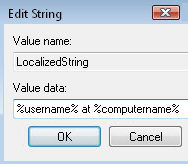 Edit String
Value name:
LocalizedString
Value data:
%username% at %computername%
OK
Cancel